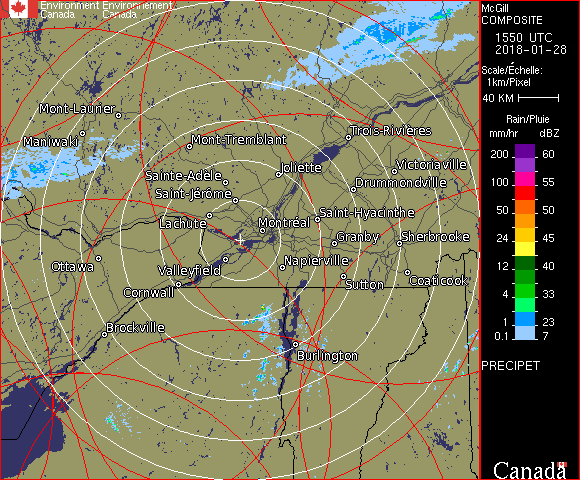 Environment Environnement
Canada Canada
McGill
COMPOSITE
1550 UTC
2018-01-28
Scale/Échelle:
1km/Pixel
40 KM
Rain/Pluie
mm/hr dBZ
200 60
100 55
50 50
24 45
12 40
4 33
1 23
0.1 7
PRECIPET
Canada
Mont-Laurier
Maniwaki
Mont-Tremblant
Trois-Rivières
Joliette
Victoriaville
Sainte-Adèle
Drummondville
Saint-Jérôme
Lachute
Montréal
Saint-Hyacinthe
Granby
Sherbrooke
Ottawa
Valleyfield
Napierville
Coaticook
Cornwall
Sutton
Brockville
Burlington